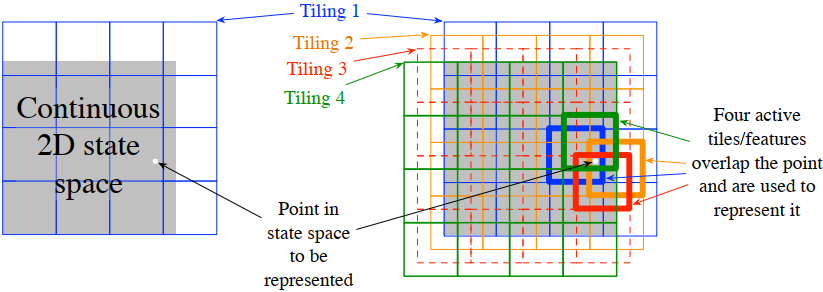 Tiling 1
Tiling 2
Tiling 3
Tiling 4
Continuous
2D state
space
Point in
state space
to be
represented
Four active
tiles/features
overlap the point
and are used to
represent it